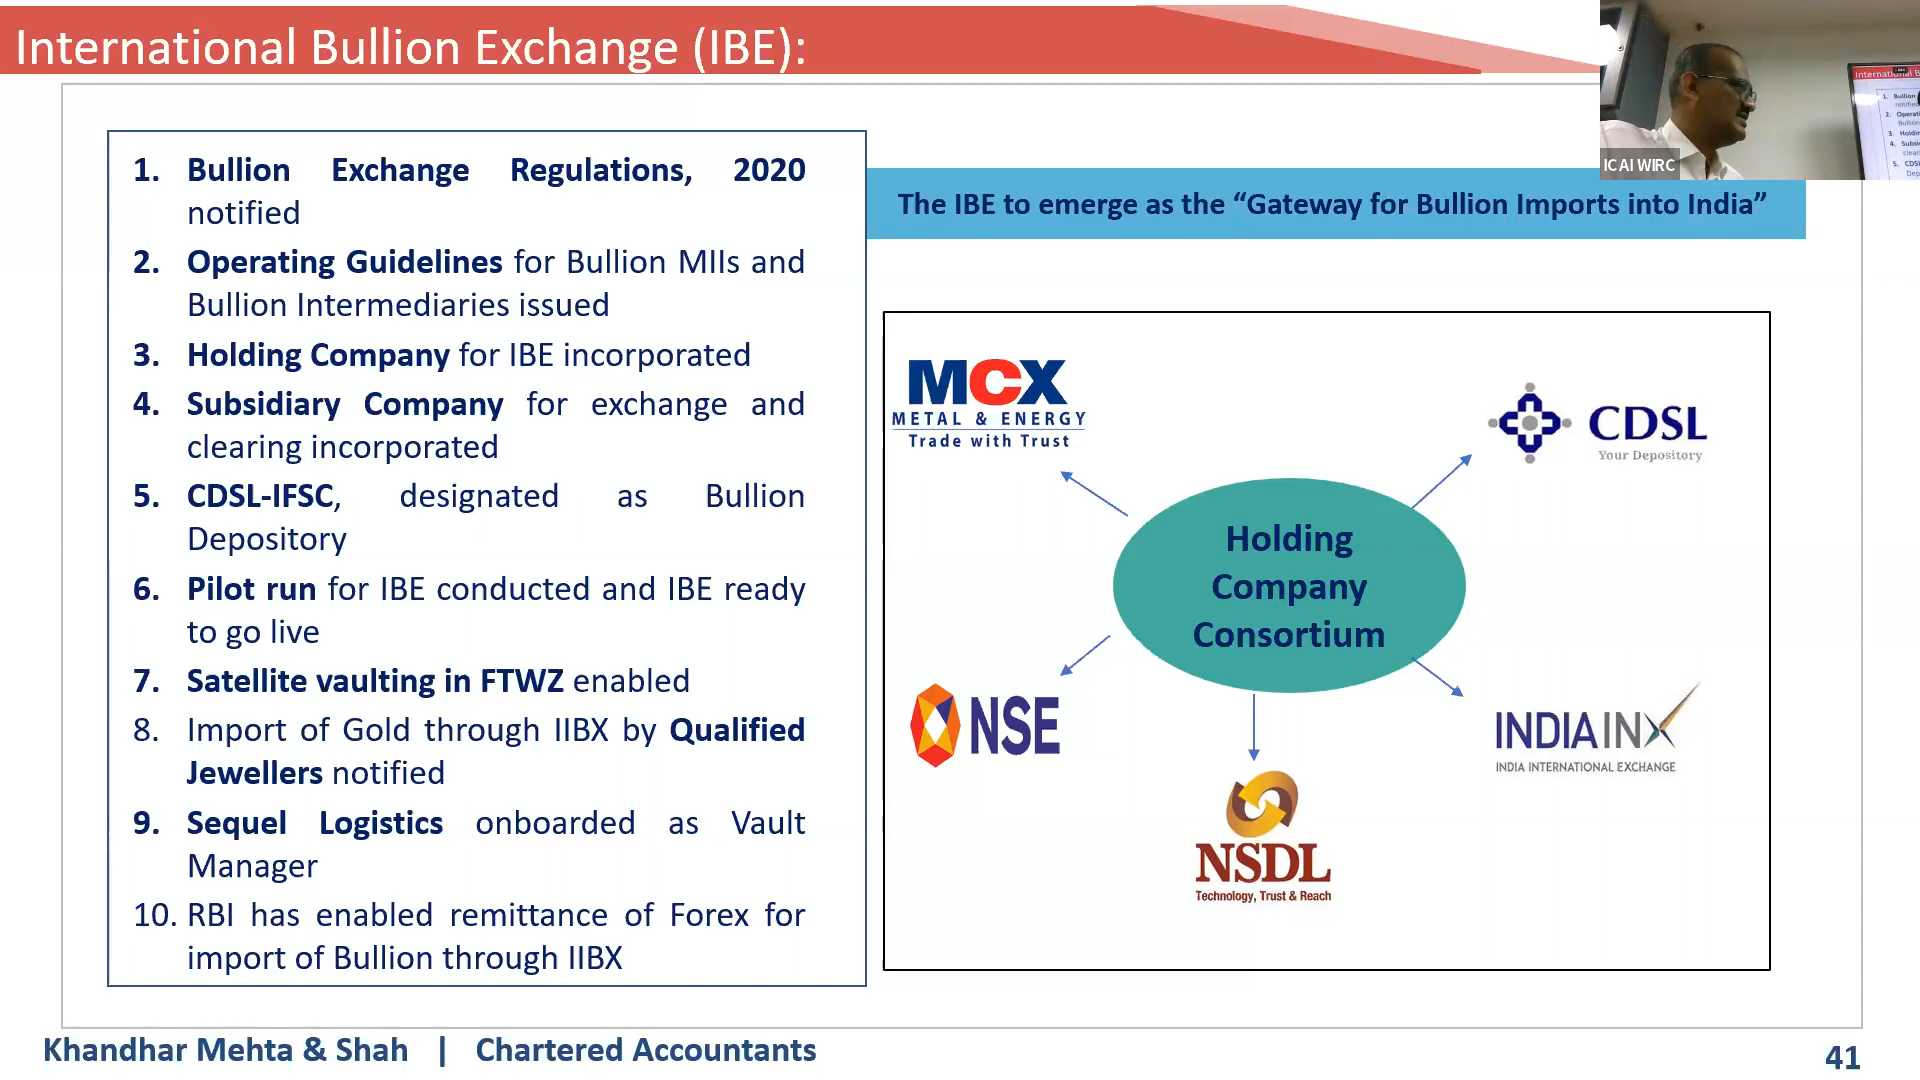 International Bullion Exchange (IBE):
ICAI WIRC
1. Bullion Exchange Regulations, 2020
notified
2. Operating Guidelines for Bullion MIIs and
Bullion Intermediaries issued
3. Holding Company for IBE incorporated
4. Subsidiary Company for exchange and
clearing incorporated
5. CDSL-IFSC, designated as Bullion
Depository
6. Pilot run for IBE conducted and IBE ready
to go live
7. Satellite vaulting in FTWZ enabled
8. Import of Gold through IIBX by Qualified
Jewellers notified
9. Sequel Logistics onboarded as Vault
Manager
10. RBI has enabled remittance of Forex for
import of Bullion through IIBX
The IBE to emerge as the “Gateway for Bullion Imports into India”
MCX
METAL & ENERGY
Trade with Trust
CDSL
Your Depository
Holding
Company
Consortium
NSE
INDIA INX
INDIA INTERNATIONAL EXCHANGE
NSDL
Technology, Trust & Reach
Khandhar Mehta & Shah | Chartered Accountants
41